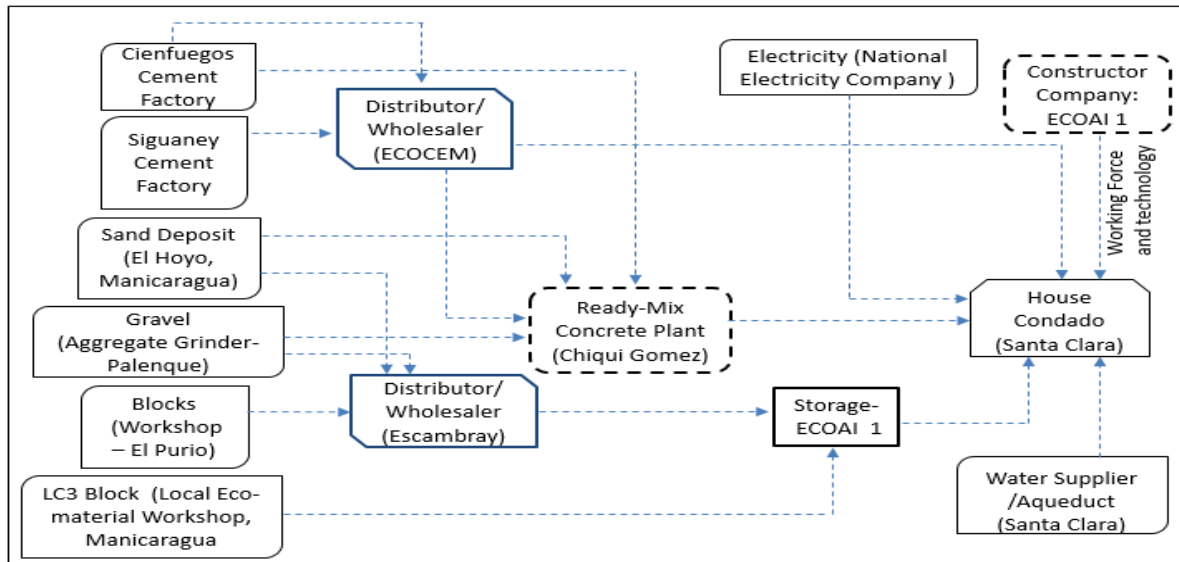 Cienfuegos
Cement
Factory
Siguaney
Cement
Factory
Sand Deposit
(El Hoyo,
Manicaragua)
Gravel
(Aggregate Grinder-
Palenque)
Blocks
(Workshop
– El Purio)
LC3 Block (Local Eco-
material Workshop,
Manicaragua
Distributor/
Wholesaler
(ECOCEM)
Distributor/
Wholesaler
(Escambray)
Ready-Mix
Concrete Plant
(Chiqui Gomez)
Electricity (National
Electricity Company )
Constructor
Company:
ECOAI 1
Working Force
and technology
House
Condado
(Santa Clara)
Storage-
ECOAI 1
Water Supplier
/Aqueduct
(Santa Clara)